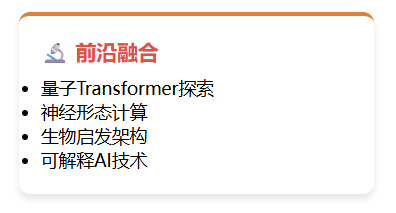 🔬 前沿融合
• 量子Transformer探索
• 神经形态计算
• 生物启发架构
• 可解释AI技术